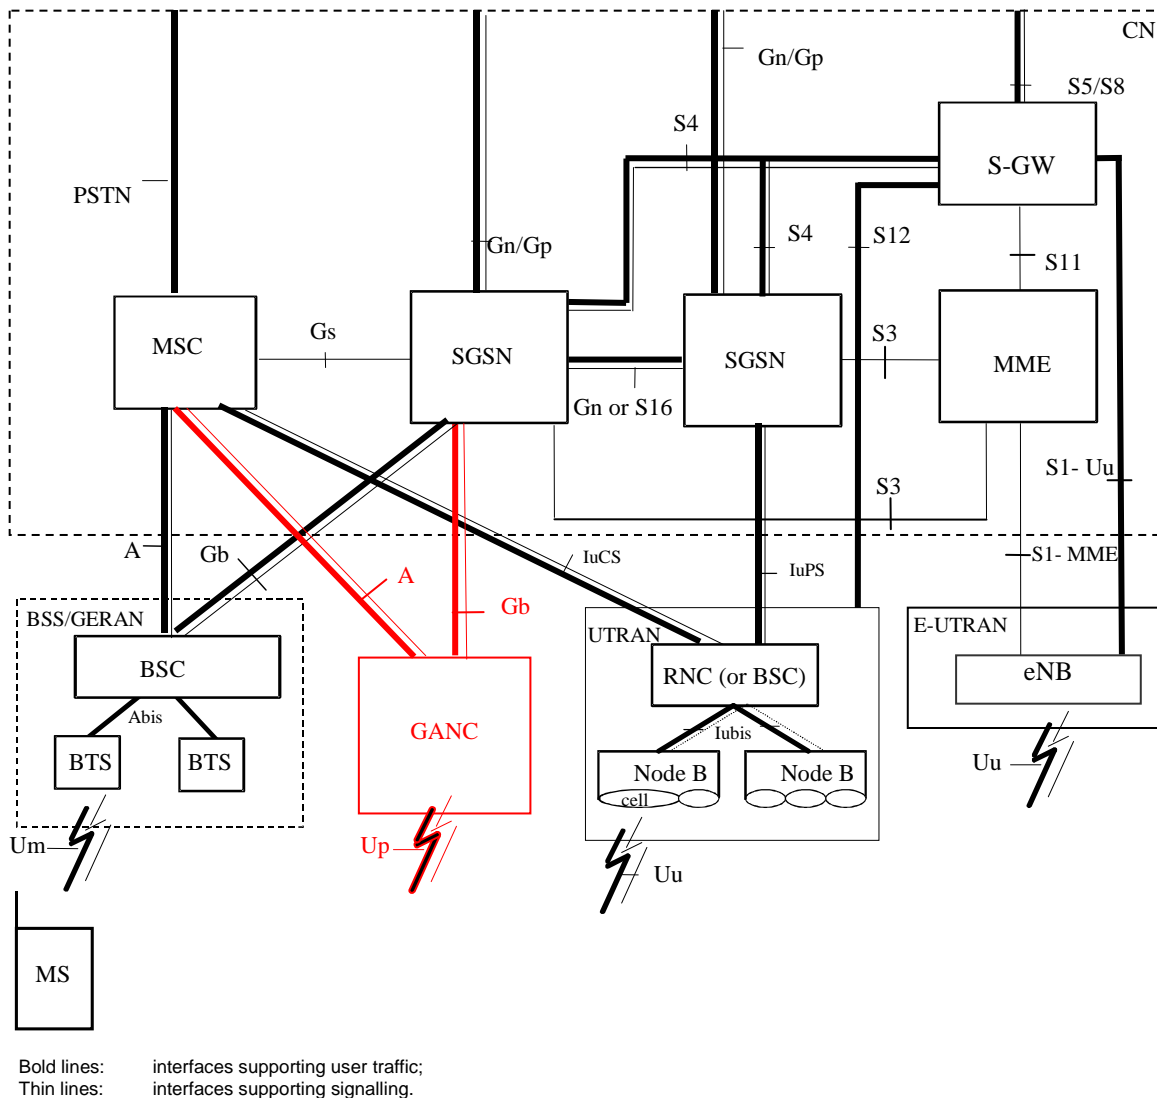 CN
Gn/Gp
S5/S8
S4
S-GW
PSTN
Gn/Gp
S4
S12
S11
MSC
Gs
SGSN
SGSN
S3
MME
Gn or S16
S1- Uu
S3
A
Gb
IuCS
IuPS
S1- MME
A
Gb
BSS/GERAN
UTRAN
E-UTRAN
BSC
RNC (or BSC)
eNB
Abis
GANC
Iubis
BTS
BTS
Node B
Node B
Uu
cell
Um
Up
Uu
MS
Bold lines: interfaces supporting user traffic;
Thin lines: interfaces supporting signalling.